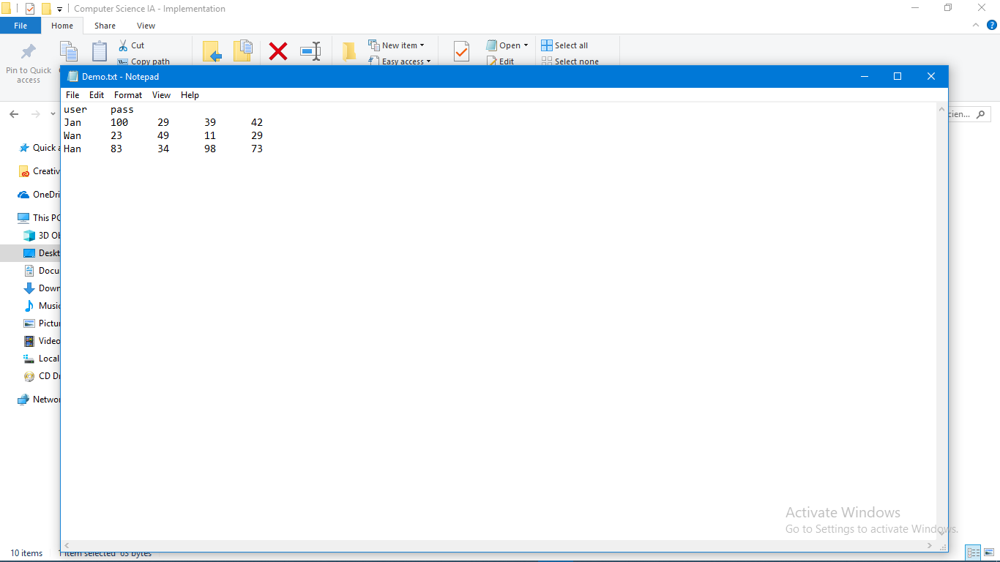 Computer Science IA - Implementation
File Home Share View
Pin to Quick access
Cut
Copy path
New item
Easy access
Open
Edit
Select all
Select none
Demo.txt - Notepad
File Edit Format View Help
user pass
Jan 100 29 39 42
Wan 23 49 11 29
Han 83 34 98 73
cien...
Quick a
Creativ
OneDri
This PC
3D Ob
Deskt
Docu
Down
Music
Pictur
Video
Local
CD Dr
Networ
Activate Windows
Go to Settings to activate Windows.
10 items 1 item selected 63 bytes